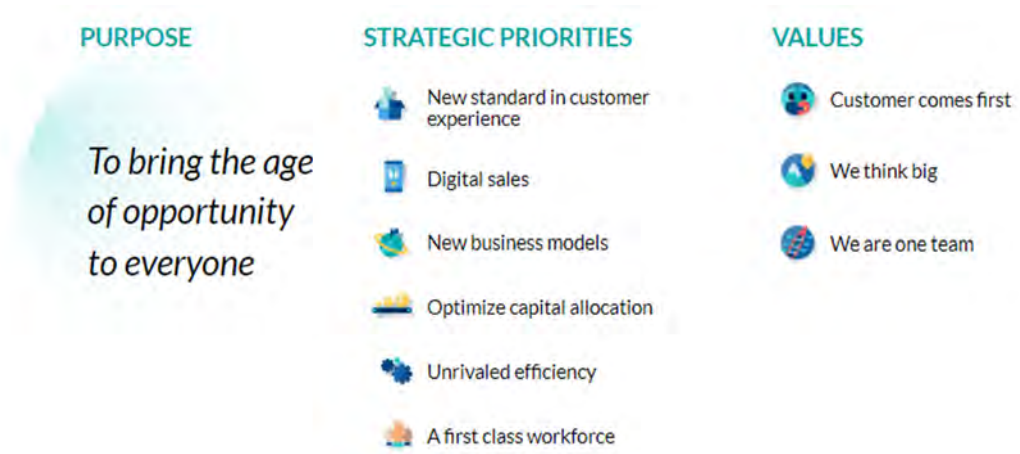 PURPOSE
To bring the age
of opportunity
to everyone
STRATEGIC PRIORITIES
New standard in customer
experience
Digital sales
New business models
Optimize capital allocation
Unrivaled efficiency
A first class workforce
VALUES
Customer comes first
We think big
We are one team